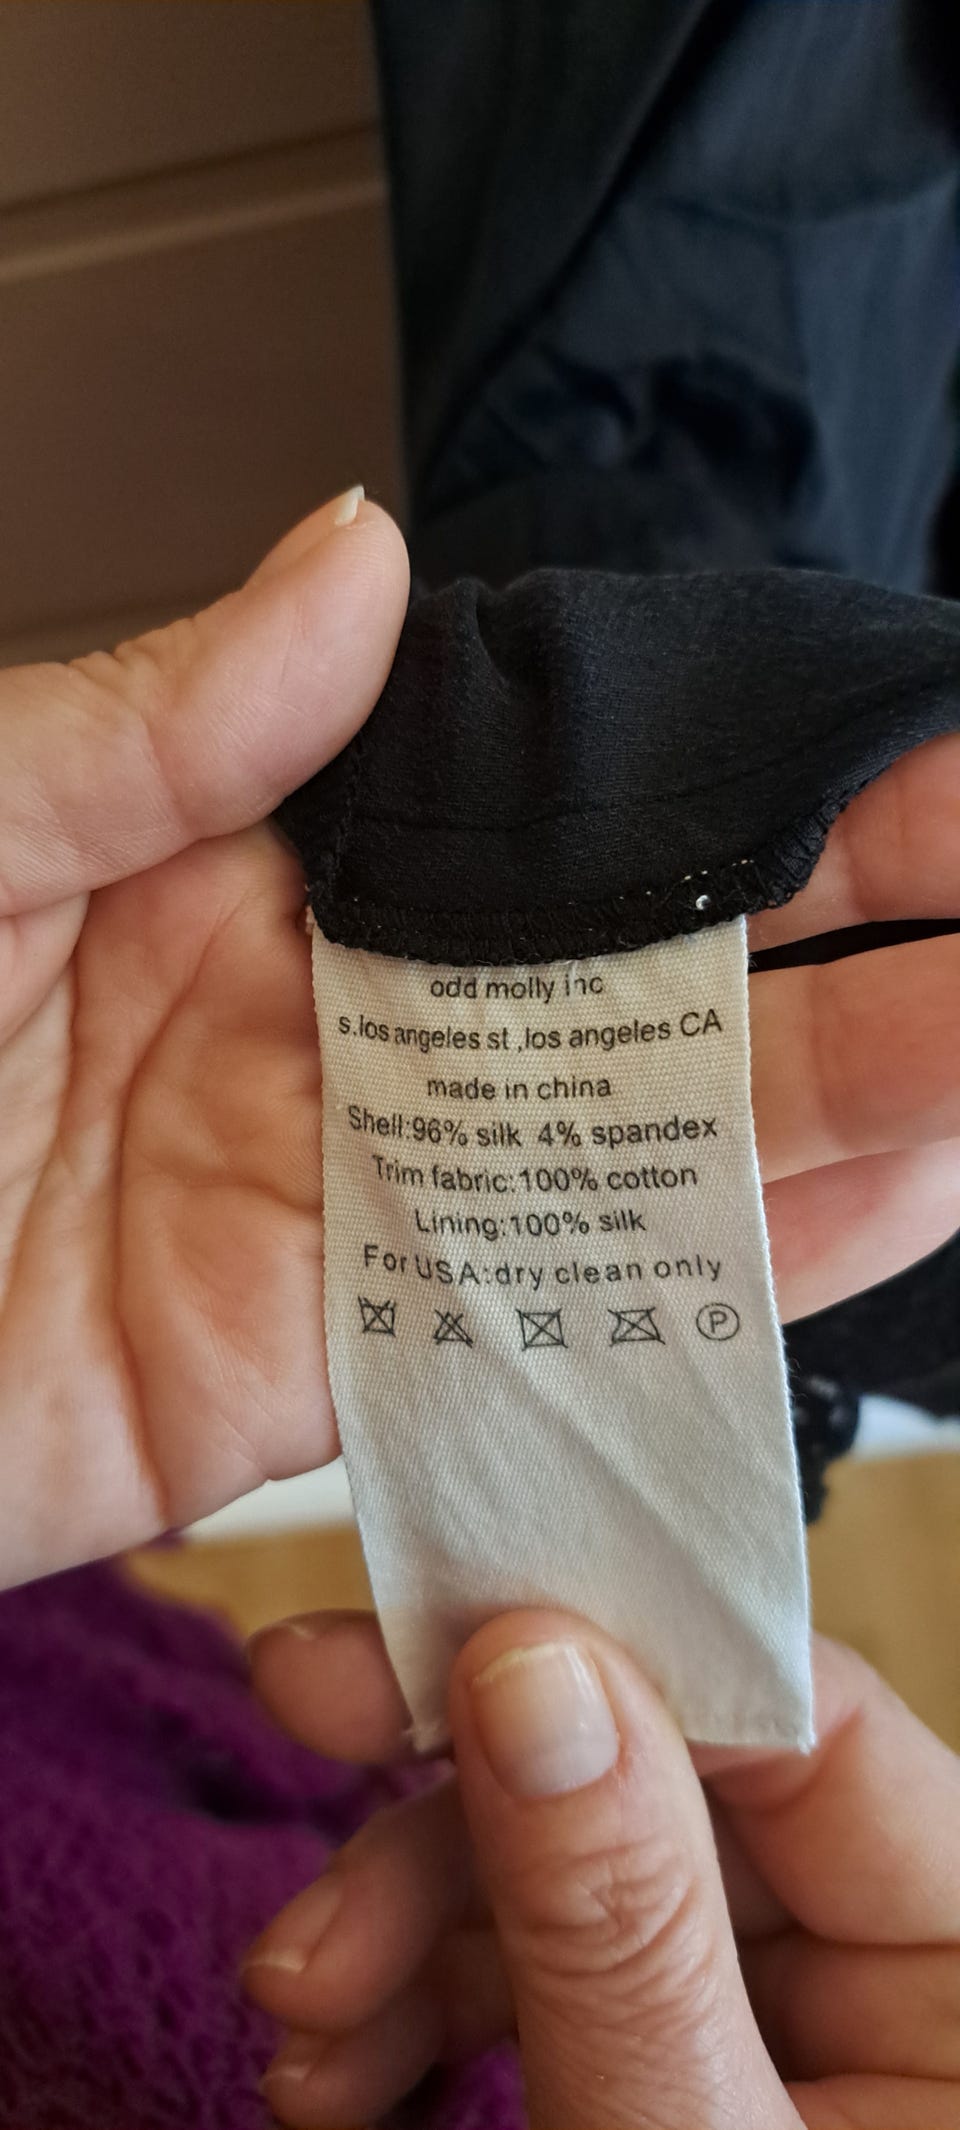 odd molly inc
s.los angeles st ,los angeles CA
made in china
Shell:96% silk 4% spandex
Trim fabric:100% cotton
Lining:100% silk
For USA:dry clean only
P